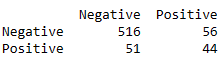 Negative Positive
Negative 516 56
Positive 51 44